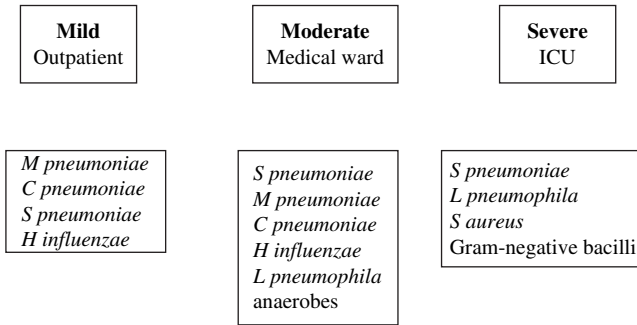 Mild
Outpatient
Moderate
Medical ward
Severe
ICU
M pneumoniae
C pneumoniae
S pneumoniae
H influenzae
S pneumoniae
M pneumoniae
C pneumoniae
H influenzae
L pneumophila
anaerobes
S pneumoniae
L pneumophila
S aureus
Gram-negative bacilli